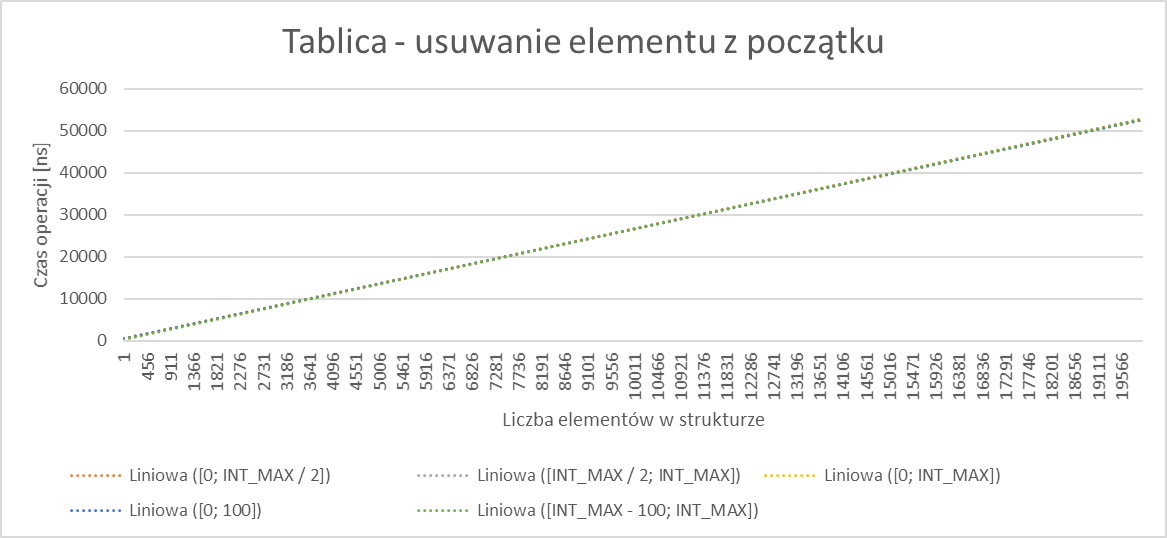 Tablica - usuwanie elementu z początku
60000
50000
40000
30000
20000
10000
0
Czas operacji [ns]
1 456 911 1366 1821 2276 2731 3186 3641 4096 4551 5006 5461 5916 6371 6826 7281 7736 8191 8646 9101 9556 10011 10466 10921 11376 11831 12286 12741 13196 13651 14106 14561 15016 15471 15926 16381 16836 17291 17746 18201 18656 19111 19566
Liczba elementów w strukturze
Liniowa ([0; INT_MAX / 2]) Liniowa ([INT_MAX / 2; INT_MAX]) Liniowa ([0; INT_MAX])
Liniowa ([0; 100]) Liniowa ([INT_MAX - 100; INT_MAX])